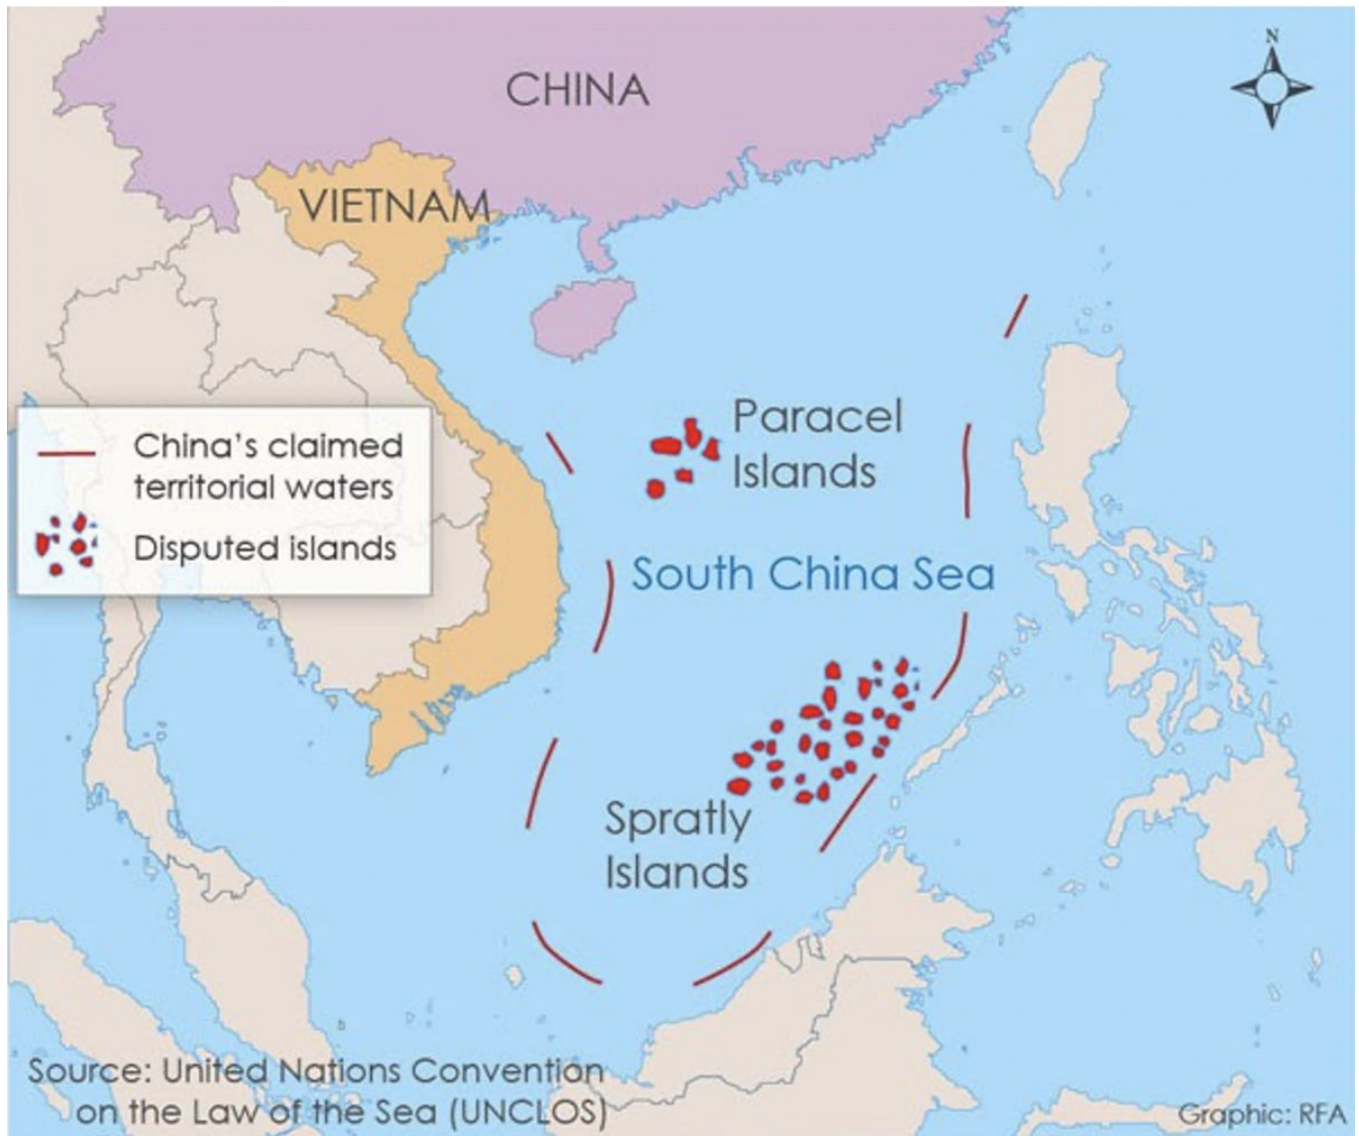 N
CHINA
VIETNAM
Paracel
Islands
China's claimed
territorial waters
Disputed islands
South China Sea
Spratly
Islands
Source: United Nations Convention
on the Law of the Sea (UNCLOS)
Graphic: RFA